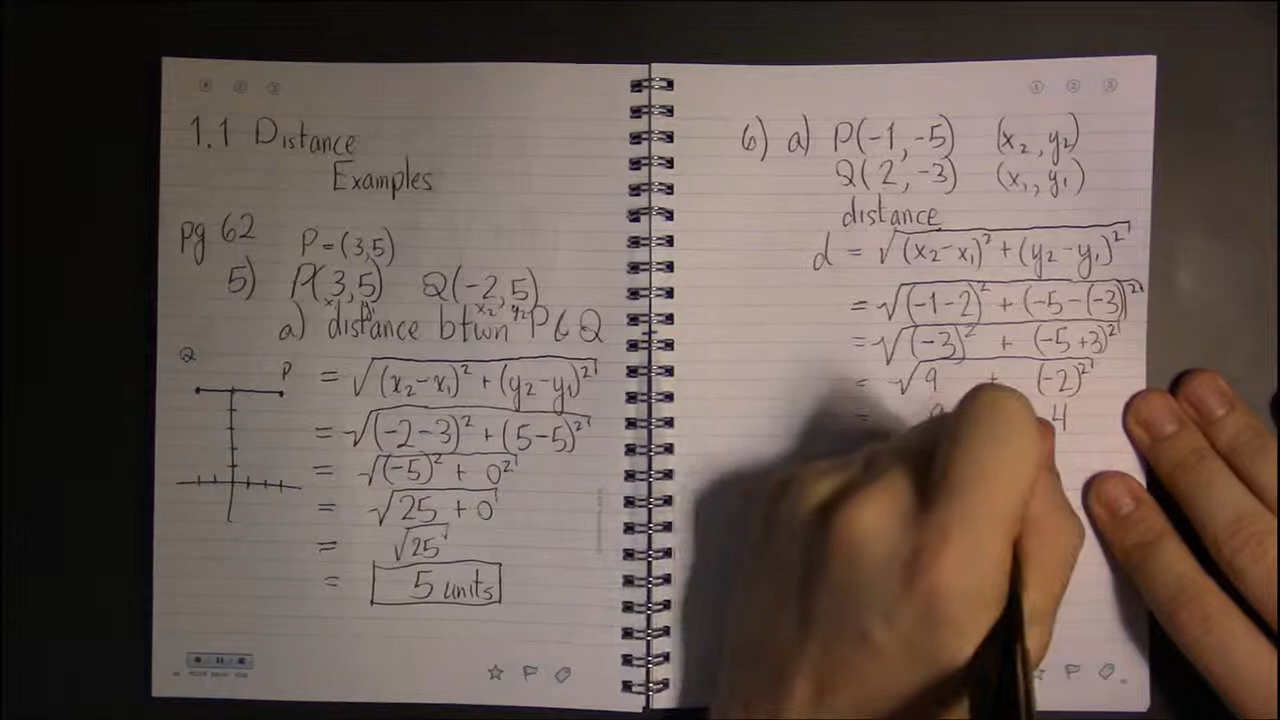 1.1 Distance
Examples
pg 62 P = (3,5)
5) P(3,5) Q(-2,5)
x₂ y₂
a) distance btwn P & Q
Q P
= √(x₂-x₁)² + (y₂-y₁)²
= √(-2-3)² + (5-5)²
= √(-5)² + 0²
= √25 + 0
= √25
= 5 units
6) a) P(-1,-5) (x₂, y₂)
Q(2,-3) (x₁, y₁)
distance
d = √(x₂-x₁)² + (y₂-y₁)²
= √(-1-2)² + (-5-(-3))²
= √(-3)² + (-5+3)²
= √9 + (-2)²
= 9 4